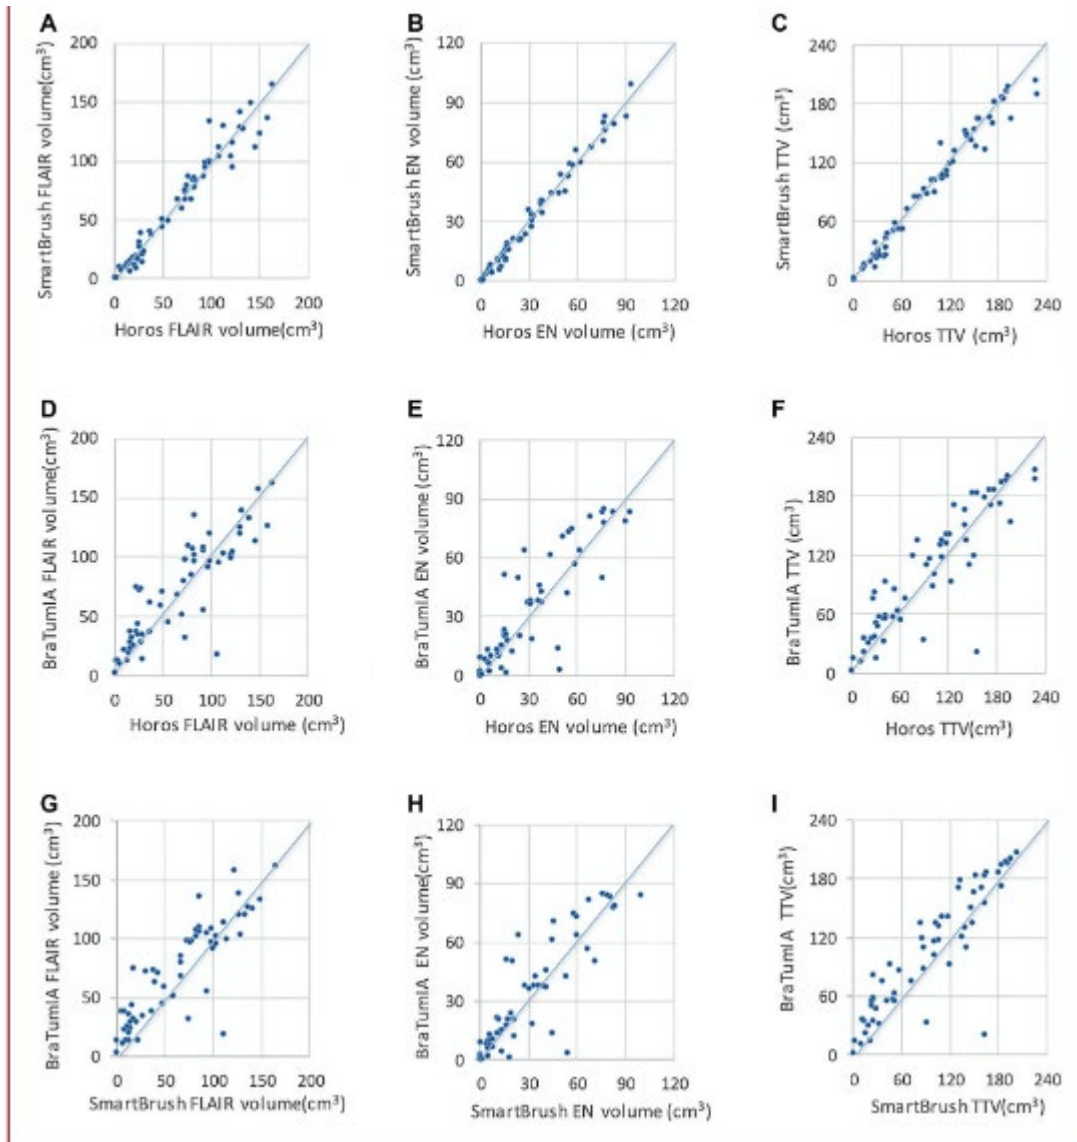 A
SmartBrush FLAIR volume(cm³)
200
150
100
50
0
0 50 100 150 200
Horos FLAIR volume(cm³)
B
SmartBrush EN volume (cm³)
120
90
60
30
0
0 30 60 90 120
Horos EN volume (cm³)
C
SmartBrush TTV (cm³)
240
180
120
60
0
0 60 120 180 240
Horos TTV (cm³)
D
BraTumIA FLAIR volume(cm³)
200
150
100
50
0
0 50 100 150 200
Horos FLAIR volume (cm³)
E
BraTumIA EN volume (cm³)
120
90
60
30
0
0 30 60 90 120
Horos EN volume (cm³)
F
BraTumIA TTV (cm³)
240
180
120
60
0
0 60 120 180 240
Horos TTV(cm³)
G
BraTumIA FLAIR volume (cm³)
200
150
100
50
0
0 50 100 150 200
SmartBrush FLAIR volume(cm³)
H
BraTumIA EN volume(cm³)
120
90
60
30
0
0 30 60 90 120
SmartBrush EN volume (cm³)
I
BraTumIA TTV(cm³)
240
180
120
60
0
0 60 120 180 240
SmartBrush TTV(cm³)